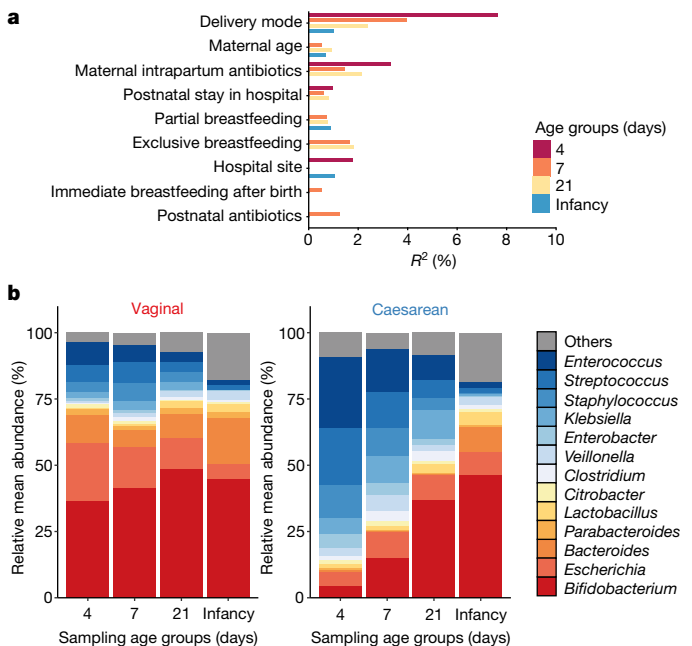 a
Delivery mode
Maternal age
Maternal intrapartum antibiotics
Postnatal stay in hospital
Partial breastfeeding
Exclusive breastfeeding
Hospital site
Immediate breastfeeding after birth
Postnatal antibiotics
0 2 4 6 8 10
R² (%)
Age groups (days)
4
7
21
Infancy
b
Vaginal
Relative mean abundance (%)
100
75
50
25
0
4 7 21 Infancy
Sampling age groups (days)
Caesarean
Relative mean abundance (%)
100
75
50
25
0
4 7 21 Infancy
Sampling age groups (days)
Others
Enterococcus
Streptococcus
Staphylococcus
Klebsiella
Enterobacter
Veillonella
Clostridium
Citrobacter
Lactobacillus
Parabacteroides
Bacteroides
Escherichia
Bifidobacterium